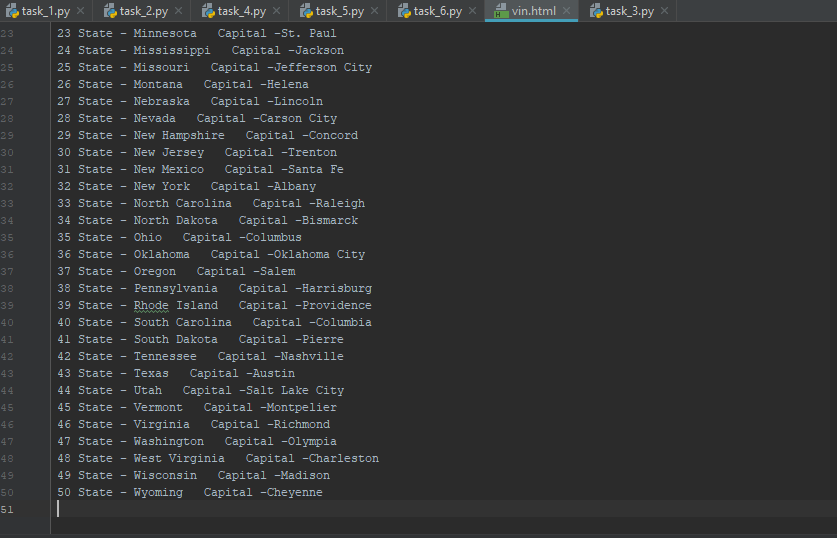 task_1.py task_2.py task_4.py task_5.py task_6.py vin.html task_3.py
23 23 State - Minnesota   Capital -St. Paul
24 24 State - Mississippi   Capital -Jackson
25 25 State - Missouri   Capital -Jefferson City
26 26 State - Montana   Capital -Helena
27 27 State - Nebraska   Capital -Lincoln
28 28 State - Nevada   Capital -Carson City
29 29 State - New Hampshire   Capital -Concord
30 30 State - New Jersey   Capital -Trenton
31 31 State - New Mexico   Capital -Santa Fe
32 32 State - New York   Capital -Albany
33 33 State - North Carolina   Capital -Raleigh
34 34 State - North Dakota   Capital -Bismarck
35 35 State - Ohio   Capital -Columbus
36 36 State - Oklahoma   Capital -Oklahoma City
37 37 State - Oregon   Capital -Salem
38 38 State - Pennsylvania   Capital -Harrisburg
39 39 State - Rhode Island   Capital -Providence
40 40 State - South Carolina   Capital -Columbia
41 41 State - South Dakota   Capital -Pierre
42 42 State - Tennessee   Capital -Nashville
43 43 State - Texas   Capital -Austin
44 44 State - Utah   Capital -Salt Lake City
45 45 State - Vermont   Capital -Montpelier
46 46 State - Virginia   Capital -Richmond
47 47 State - Washington   Capital -Olympia
48 48 State - West Virginia   Capital -Charleston
49 49 State - Wisconsin   Capital -Madison
50 50 State - Wyoming   Capital -Cheyenne
51